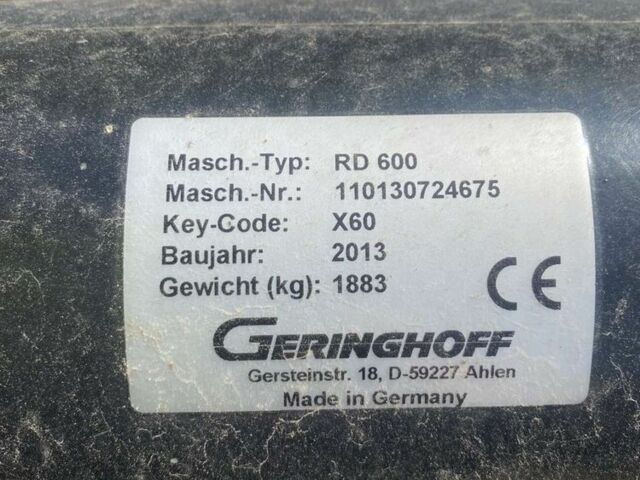 Masch.-Typ: RD 600
Masch.-Nr.: 110130724675
Key-Code: X60
Baujahr: 2013
Gewicht (kg): 1883
CE
GERINGHOFF
Gersteinstr. 18, D-59227 Ahlen
Made in Germany